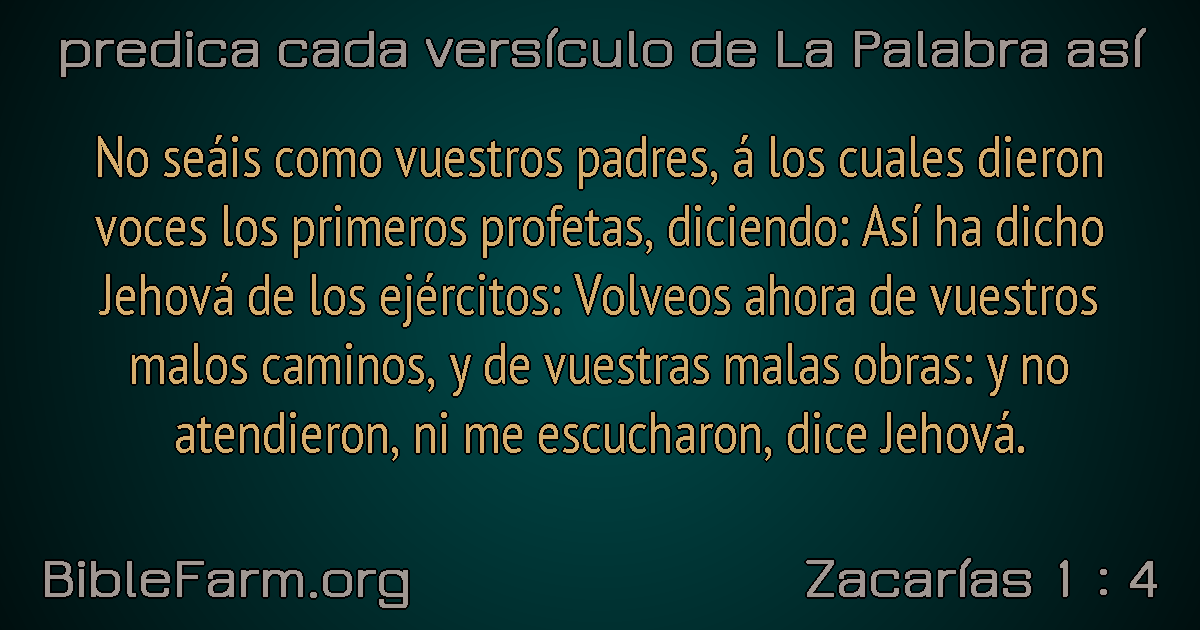 predica cada versículo de La Palabra así
No seáis como vuestros padres, á los cuales dieron
voces los primeros profetas, diciendo: Así ha dicho
Jehová de los ejércitos: Volveos ahora de vuestros
malos caminos, y de vuestras malas obras: y no
atendieron, ni me escucharon, dice Jehová.
BibleFarm.org
Zacarías 1 : 4